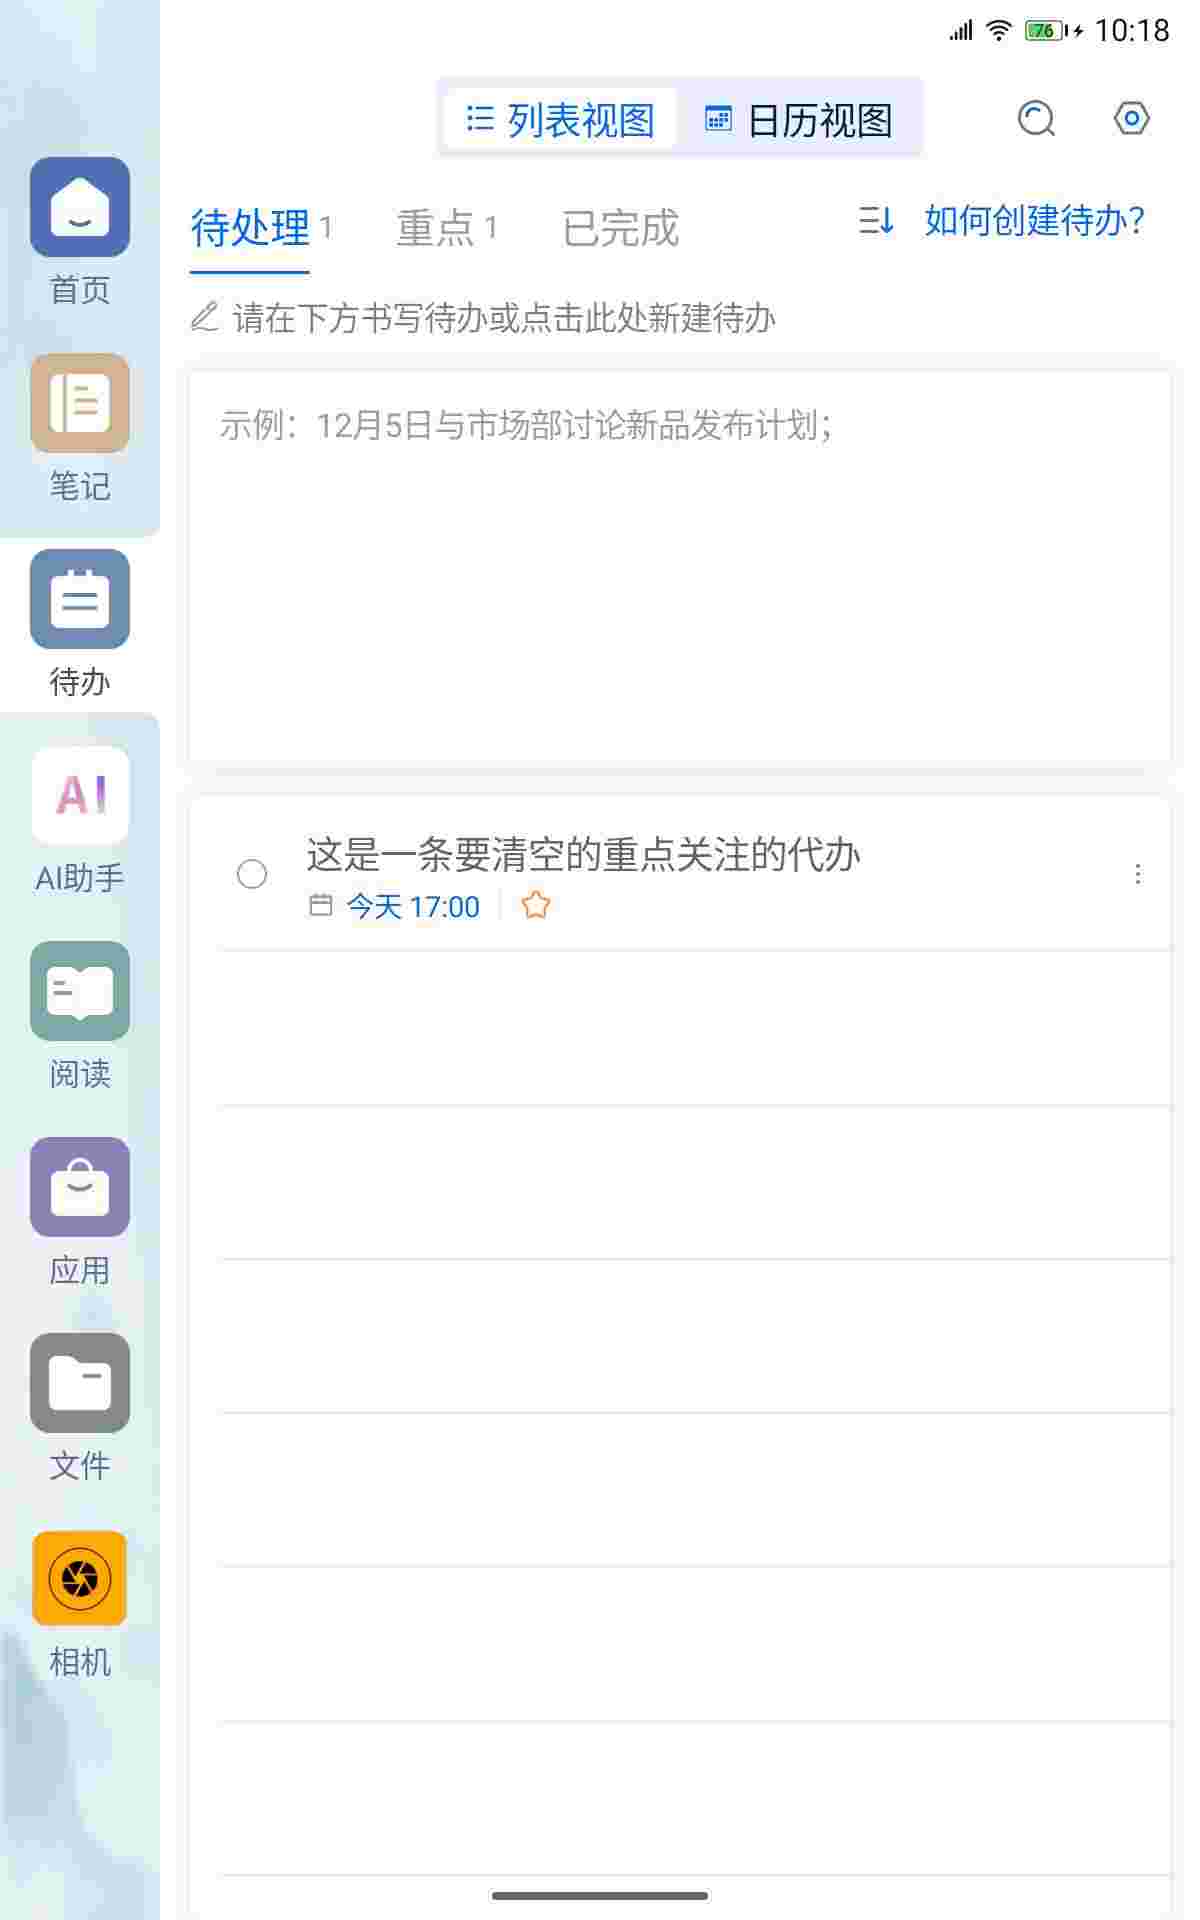 76 10:18
列表视图 日历视图
待处理 1 重点 1 已完成 如何创建待办?
请在下方书写待办或点击此处新建待办
示例：12月5日与市场部讨论新品发布计划；
这是一条要清空的重点关注的代办
今天 17:00
首页
笔记
待办
AI
AI助手
阅读
应用
文件
相机